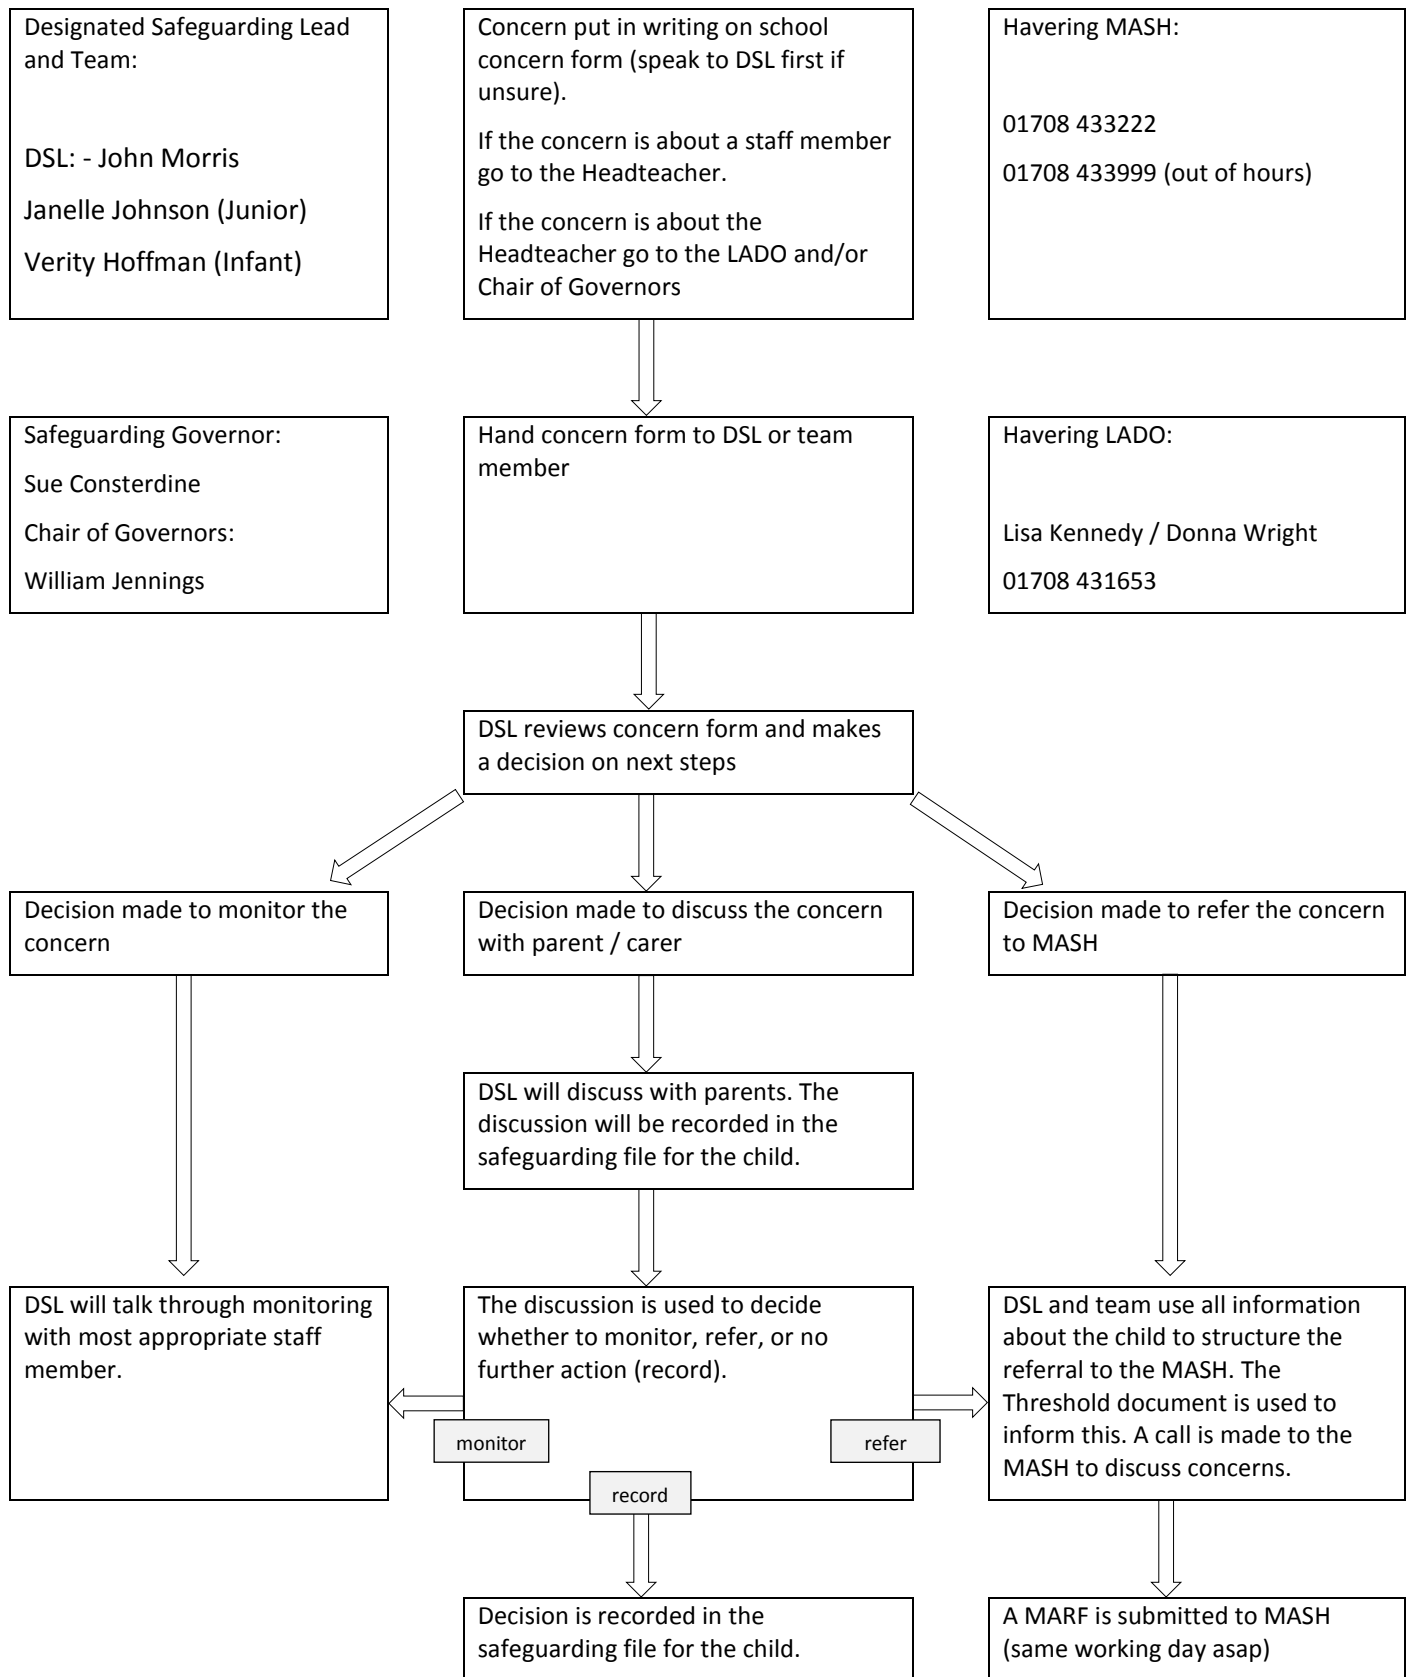 Designated Safeguarding Lead
and Team:
DSL: - John Morris
Janelle Johnson (Junior)
Verity Hoffman (Infant)
Concern put in writing on school
concern form (speak to DSL first if
unsure).
If the concern is about a staff member
go to the Headteacher.
If the concern is about the
Headteacher go to the LADO and/or
Chair of Governors
Havering MASH:
01708 433222
01708 433999 (out of hours)
Safeguarding Governor:
Sue Consterdine
Chair of Governors:
William Jennings
Hand concern form to DSL or team
member
Havering LADO:
Lisa Kennedy / Donna Wright
01708 431653
DSL reviews concern form and makes
a decision on next steps
Decision made to monitor the
concern
Decision made to discuss the concern
with parent / carer
Decision made to refer the concern
to MASH
DSL will discuss with parents. The
discussion will be recorded in the
safeguarding file for the child.
DSL will talk through monitoring
with most appropriate staff
member.
The discussion is used to decide
whether to monitor, refer, or no
further action (record).
monitor
refer
record
DSL and team use all information
about the child to structure the
referral to the MASH. The
Threshold document is used to
inform this. A call is made to the
MASH to discuss concerns.
Decision is recorded in the
safeguarding file for the child.
A MARF is submitted to MASH
(same working day asap)